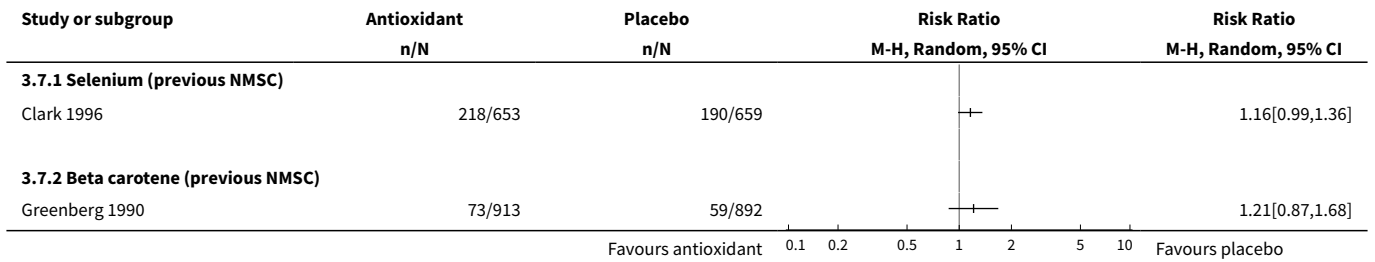 Study or subgroup Antioxidant Placebo Risk Ratio Risk Ratio
n/N n/N M-H, Random, 95% CI M-H, Random, 95% CI
3.7.1 Selenium (previous NMSC)
Clark 1996 218/653 190/659 1.16[0.99,1.36]
3.7.2 Beta carotene (previous NMSC)
Greenberg 1990 73/913 59/892 1.21[0.87,1.68]
Favours antioxidant 0.1 0.2 0.5 1 2 5 10 Favours placebo